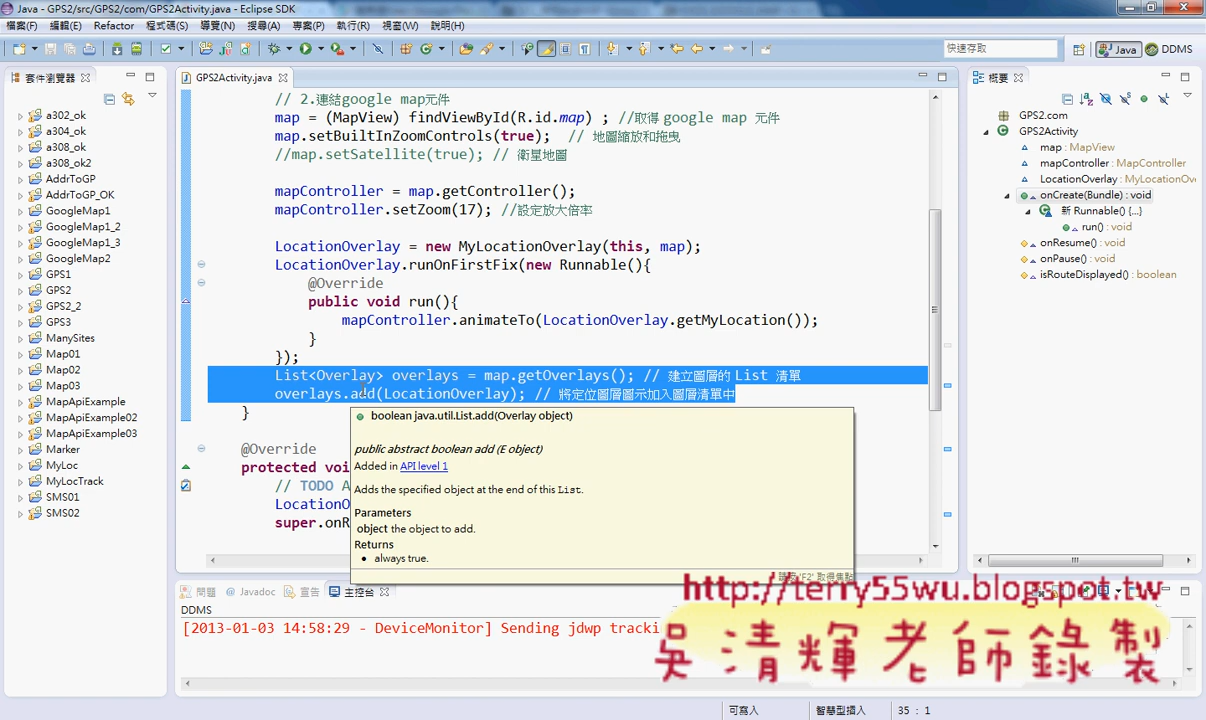 Java - GPS2/src/GPS2/com/GPS2Activity.java - Eclipse SDK
檔案(F) 編輯(E) Refactor 程式碼(S) 導覽(N) 搜尋(A) 專案(P) 執行(R) 視窗(W) 說明(H)
快速存取 Java DDMS
套件瀏覽器
a302_ok
a304_ok
a308_ok
a308_ok2
AddrToGP
AddrToGP_OK
GoogleMap1
GoogleMap1_2
GoogleMap1_3
GoogleMap2
GPS1
GPS2
GPS2_2
GPS3
ManySites
Map01
Map02
Map03
MapApiExample
MapApiExample02
MapApiExample03
Marker
MyLoc
MyLocTrack
SMS01
SMS02
GPS2Activity.java
// 2.連結google map元件
map = (MapView) findViewById(R.id.map) ; //取得 google map 元件
map.setBuiltInZoomControls(true); // 地圖縮放和拖曳
//map.setSatellite(true); // 衛星地圖
mapController = map.getController();
mapController.setZoom(17); //設定放大倍率
LocationOverlay = new MyLocationOverlay(this, map);
LocationOverlay.runOnFirstFix(new Runnable(){
@Override
public void run(){
mapController.animateTo(LocationOverlay.getMyLocation());
}
});
List<Overlay> overlays = map.getOverlays(); // 建立圖層的 List 清單
overlays.add(LocationOverlay); // 將定位圖層圖示加入圖層清單中
}
@Override
protected voi
// TODO A
LocationO
super.onR
boolean java.util.List.add(Overlay object)
public abstract boolean add (E object)
Added in API level 1
Adds the specified object at the end of this List.
Parameters
object the object to add.
Returns
always true.
概要
GPS2.com
GPS2Activity
map : MapView
mapController : MapController
LocationOverlay : MyLocationOv
onCreate(Bundle) : void
新 Runnable() {...}
run() : void
onResume() : void
onPause() : void
isRouteDisplayed() : boolean
問題 @ Javadoc 宣告 主控台
DDMS
[2013-01-03 14:58:29 - DeviceMonitor] Sending jdwp tracki
http://terry55wu.blogspot.tw
吳清輝老師錄製
可寫入 智慧型插入 35 : 1